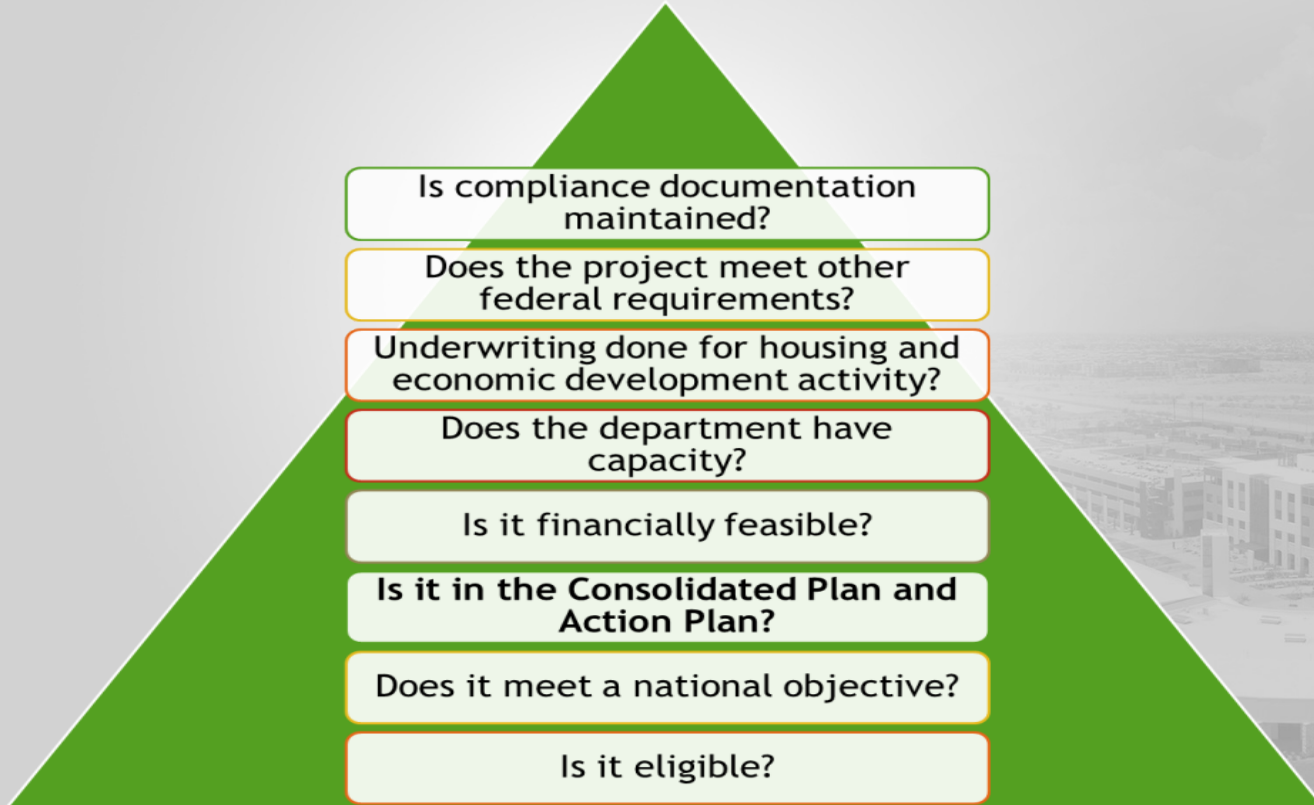 Is compliance documentation
maintained?
Does the project meet other
federal requirements?
Underwriting done for housing and
economic development activity?
Does the department have
capacity?
Is it financially feasible?
Is it in the Consolidated Plan and
Action Plan?
Does it meet a national objective?
Is it eligible?